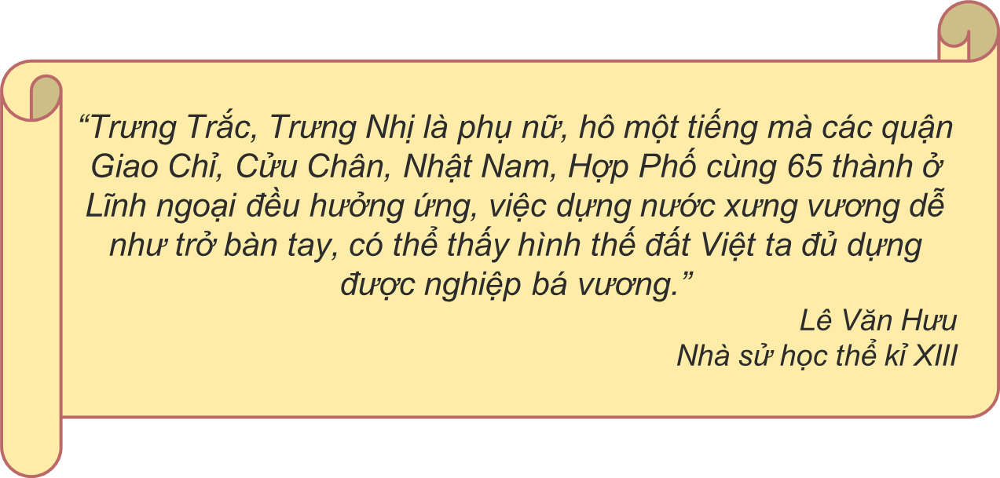 “Trưng Trắc, Trưng Nhị là phụ nữ, hô một tiếng mà các quận
Giao Chỉ, Cửu Chân, Nhật Nam, Hợp Phố cùng 65 thành ở
Lĩnh ngoại đều hưởng ứng, việc dựng nước xưng vương dễ
như trở bàn tay, có thể thấy hình thế đất Việt ta đủ dựng
được nghiệp bá vương.”
Lê Văn Hưu
Nhà sử học thể kỉ XIII